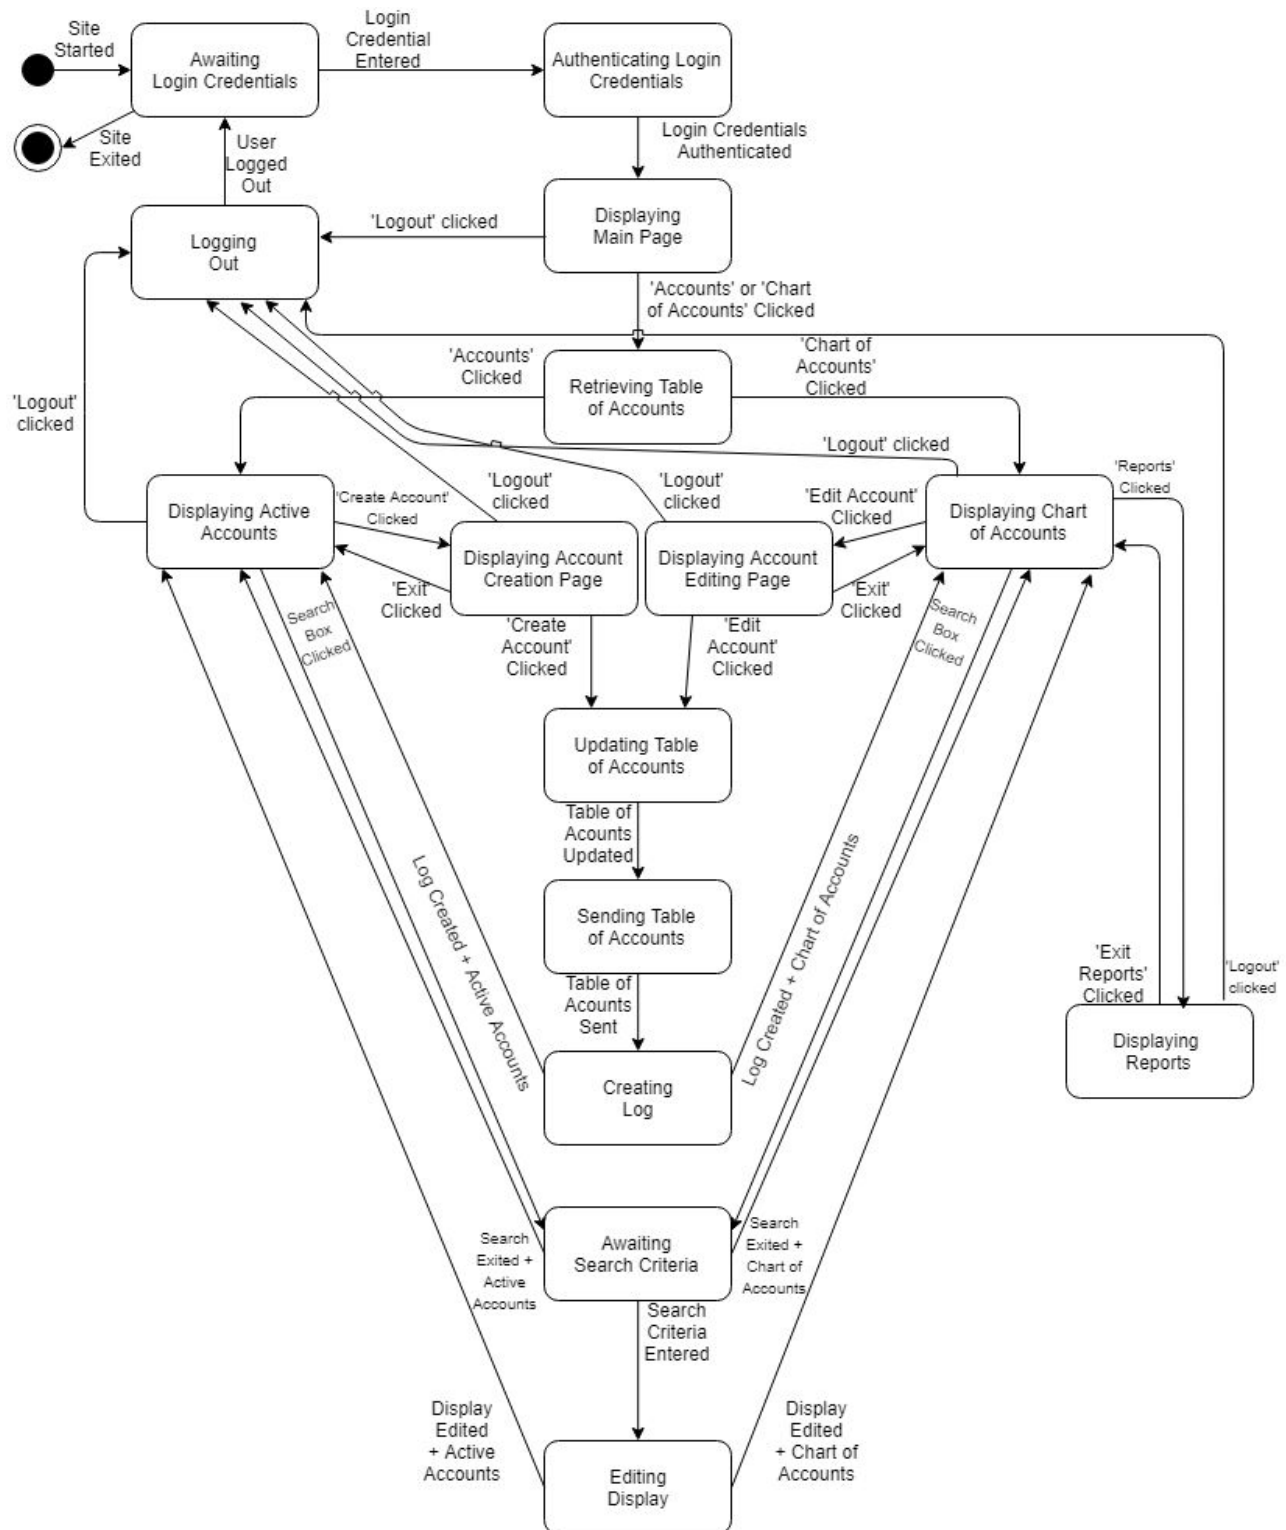 Site
Started
Awaiting
Login Credentials
Login
Credential
Entered
Authenticating Login
Credentials
Site
Exited
User
Logged
Out
Login Credentials
Authenticated
Logging
Out
'Logout' clicked
Displaying
Main Page
'Accounts' or 'Chart
of Accounts' Clicked
'Accounts'
Clicked
Retrieving Table
of Accounts
'Chart of
Accounts'
Clicked
'Logout'
clicked
'Logout' clicked
Displaying Active
Accounts
'Create Account'
Clicked
'Logout'
clicked
'Logout'
clicked
'Edit Account'
Clicked
Displaying Chart
of Accounts
'Reports'
Clicked
Displaying Account
Creation Page
Displaying Account
Editing Page
'Exit'
Clicked
'Exit'
Clicked
Search
Box
Clicked
'Create
Account'
Clicked
'Edit
Account'
Clicked
Search
Box
Clicked
Updating Table
of Accounts
Table of
Acounts
Updated
Log Created + Active Accounts
Log Created + Chart of Accounts
Sending Table
of Accounts
Table of
Acounts
Sent
'Exit
Reports'
Clicked
'Logout'
clicked
Creating
Log
Displaying
Reports
Search
Exited +
Active
Accounts
Awaiting
Search Criteria
Search
Exited +
Chart of
Accounts
Search
Criteria
Entered
Display
Edited
+ Active
Accounts
Display
Edited
+ Chart of
Accounts
Editing
Display